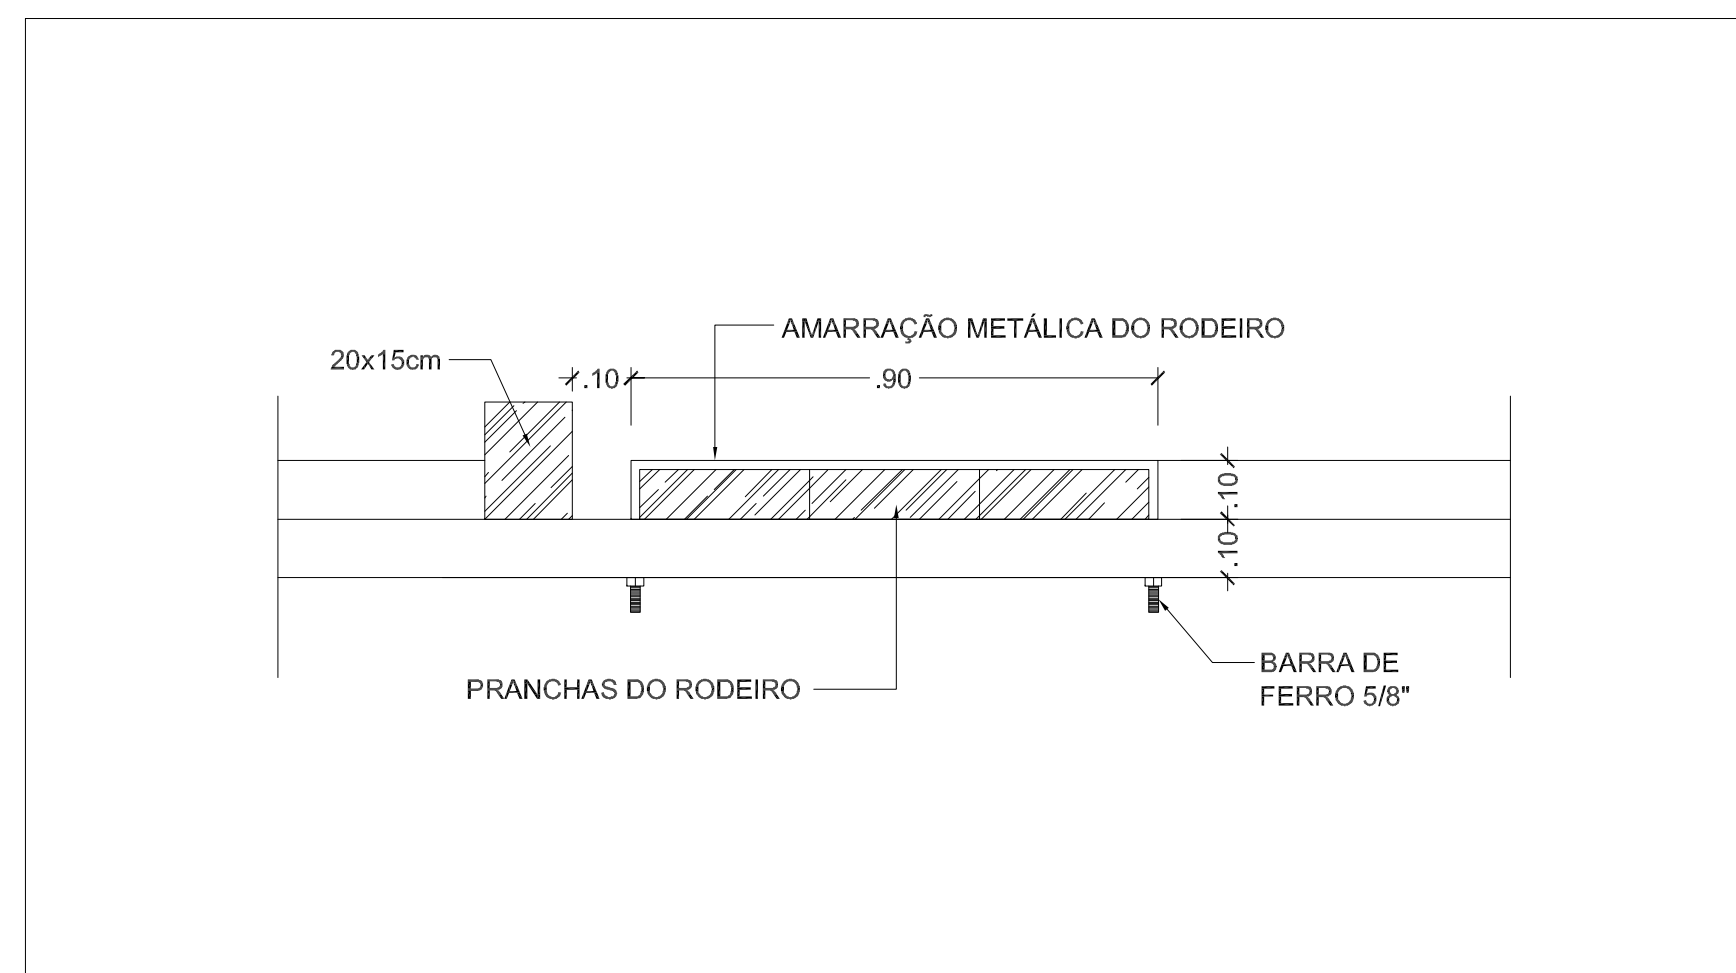 AMARRAÇÃO METÁLICA DO RODEIRO
20x15cm
.10
.90
.10
.10
BARRA DE
FERRO 5/8"
PRANCHAS DO RODEIRO